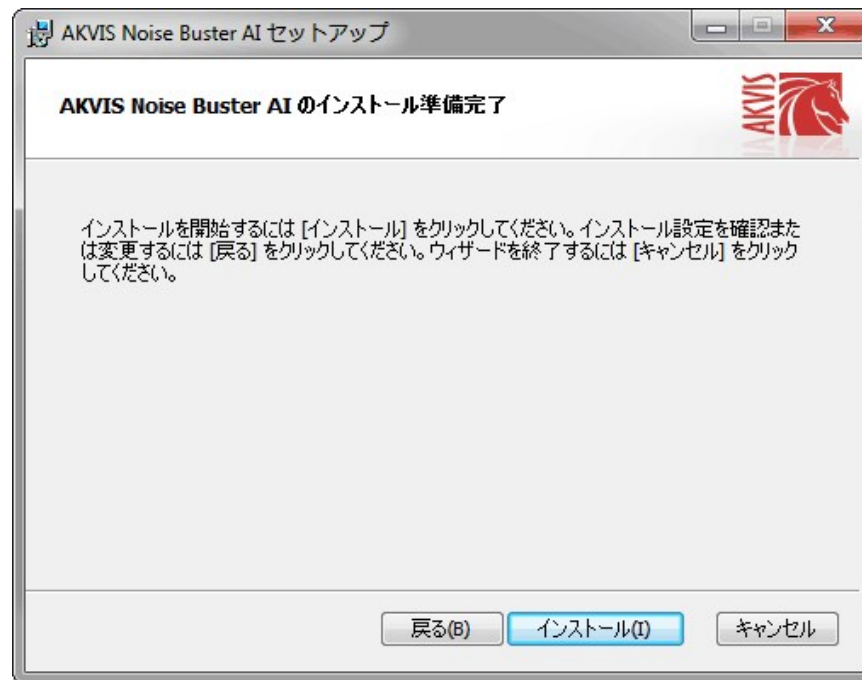 AKVIS Noise Buster AI セットアップ
AKVIS Noise Buster AI のインストール準備完了
AKVIS
インストールを開始するには [インストール] をクリックしてください。インストール設定を確認また
は変更するには [戻る] をクリックしてください。ウィザードを終了するには [キャンセル] をクリック
してください。
戻る(B)
インストール(I)
キャンセル